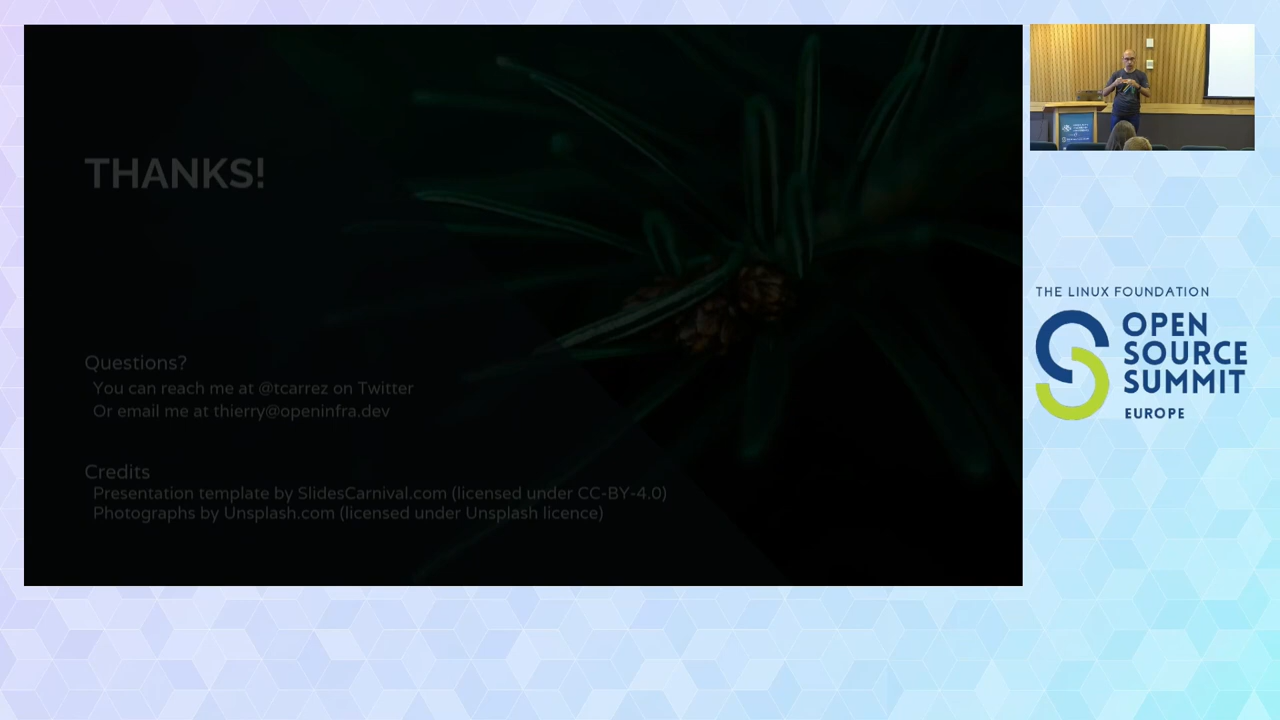 THANKS!
Questions?
You can reach me at @tcarrez on Twitter
Or email me at thierry@openinfra.dev
Credits
Presentation template by SlidesCarnival.com (licensed under CC-BY-4.0)
Photographs by Unsplash.com (licensed under Unsplash licence)
THE LINUX FOUNDATION
OPEN
SOURCE
SUMMIT
EUROPE